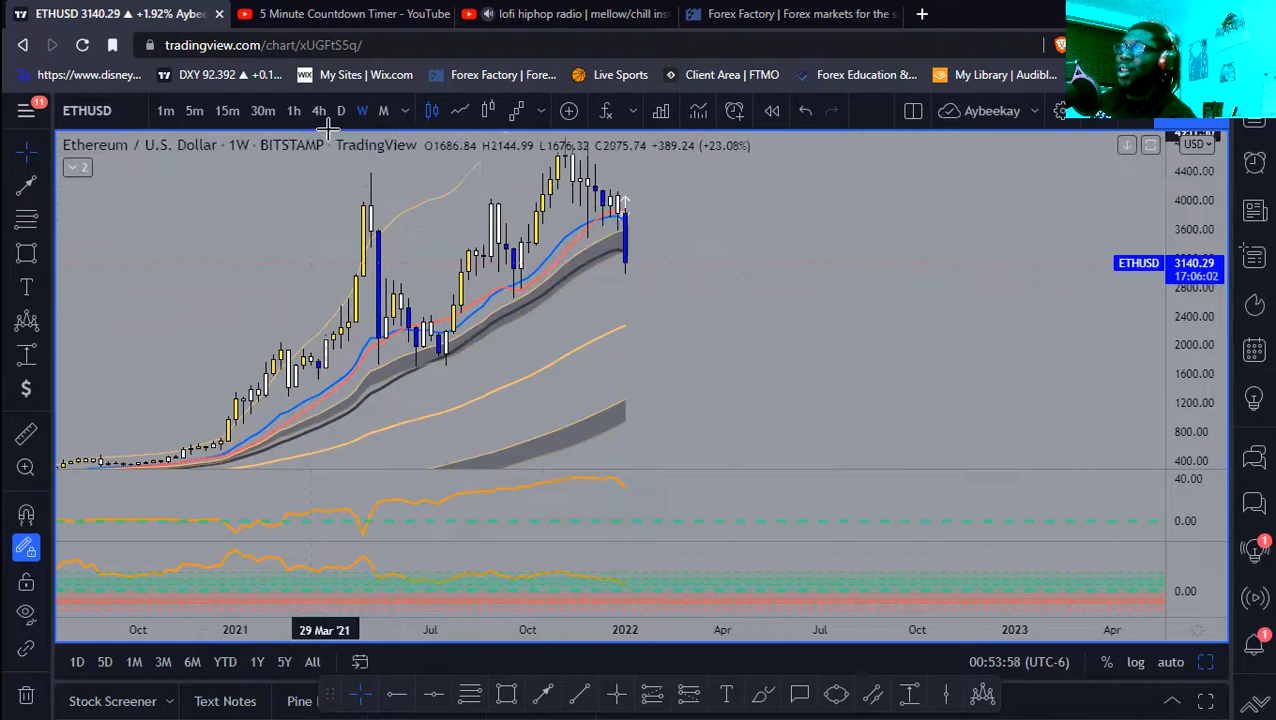 ETHUSD 3140.29 ▲ +1.92% Aybee
5 Minute Countdown Timer - YouTube
lofi hiphop radio | mellow/chill ins
Forex Factory | Forex markets for the s
tradingview.com/chart/xUGFtS5q/
https://www.disney...
DXY 92.392 ▲ +0.1...
My Sites | Wix.com
Forex Factory | Fore...
Live Sports
Client Area | FTMO
Forex Education &...
My Library | Audibl...
11
ETHUSD
1m 5m 15m 30m 1h 4h D W M
Aybeekay
Ethereum / U.S. Dollar · 1W · BITSTAMP · TradingView O1686.84 H2144.99 L1676.32 C2075.74 +389.24 (+23.08%)
USD
2
4400.00
4000.00
3600.00
ETHUSD 3140.29
17:06:02
2800.00
2400.00
2000.00
1600.00
1200.00
800.00
400.00
40.00
0.00
0.00
1
1
Oct 2021 29 Mar '21 Jul Oct 2022 Apr Jul Oct 2023 Apr
1D 5D 1M 3M 6M YTD 1Y 5Y All
00:53:58 (UTC-6) % log auto
Stock Screener Text Notes Pine